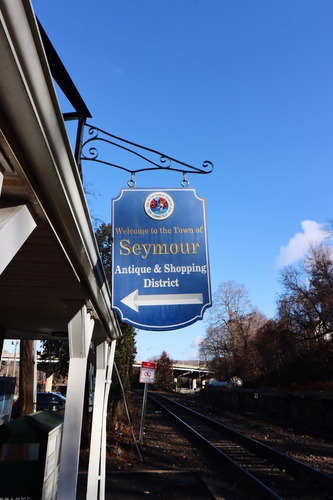 Welcome to the Town of
Seymour
Antique & Shopping
District